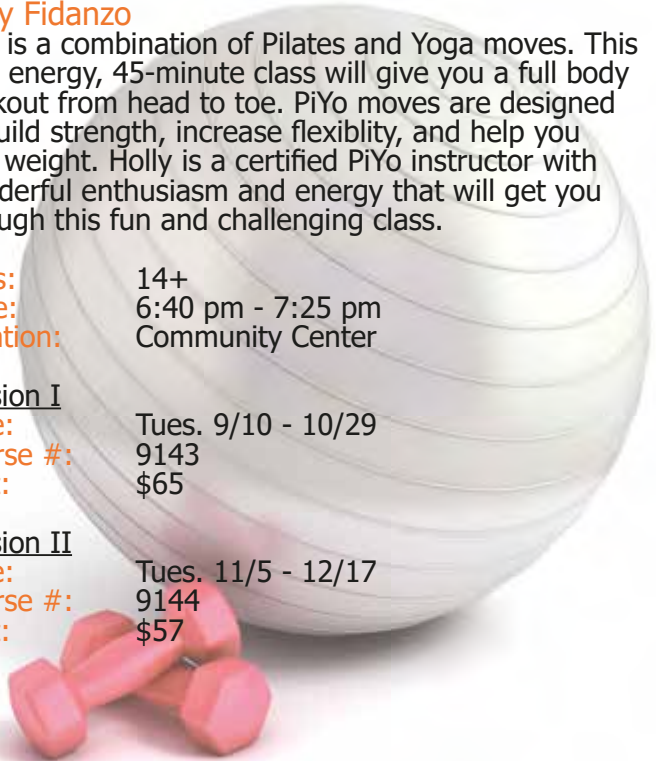 y Fidanzo
is a combination of Pilates and Yoga moves. This
energy, 45-minute class will give you a full body
kout from head to toe. PiYo moves are designed
uild strength, increase flexiblity, and help you
weight. Holly is a certified PiYo instructor with
derful enthusiasm and energy that will get you
ugh this fun and challenging class.
s: 14+
e: 6:40 pm - 7:25 pm
ation: Community Center
sion I
e: Tues. 9/10 - 10/29
rse #: 9143
: $65
sion II
e: Tues. 11/5 - 12/17
rse #: 9144
: $57